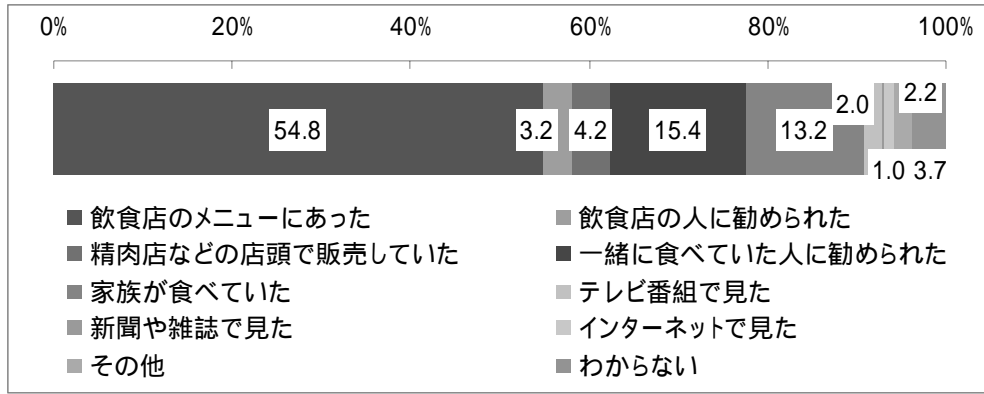 0% 20% 40% 60% 80% 100%
54.8 3.2 4.2 15.4 13.2 2.0 1.0 2.2 3.7
飲食店のメニューにあった 飲食店の人に勧められた
精肉店などの店頭で販売していた 一緒に食べていた人に勧められた
家族が食べていた テレビ番組で見た
新聞や雑誌で見た インターネットで見た
その他 わからない